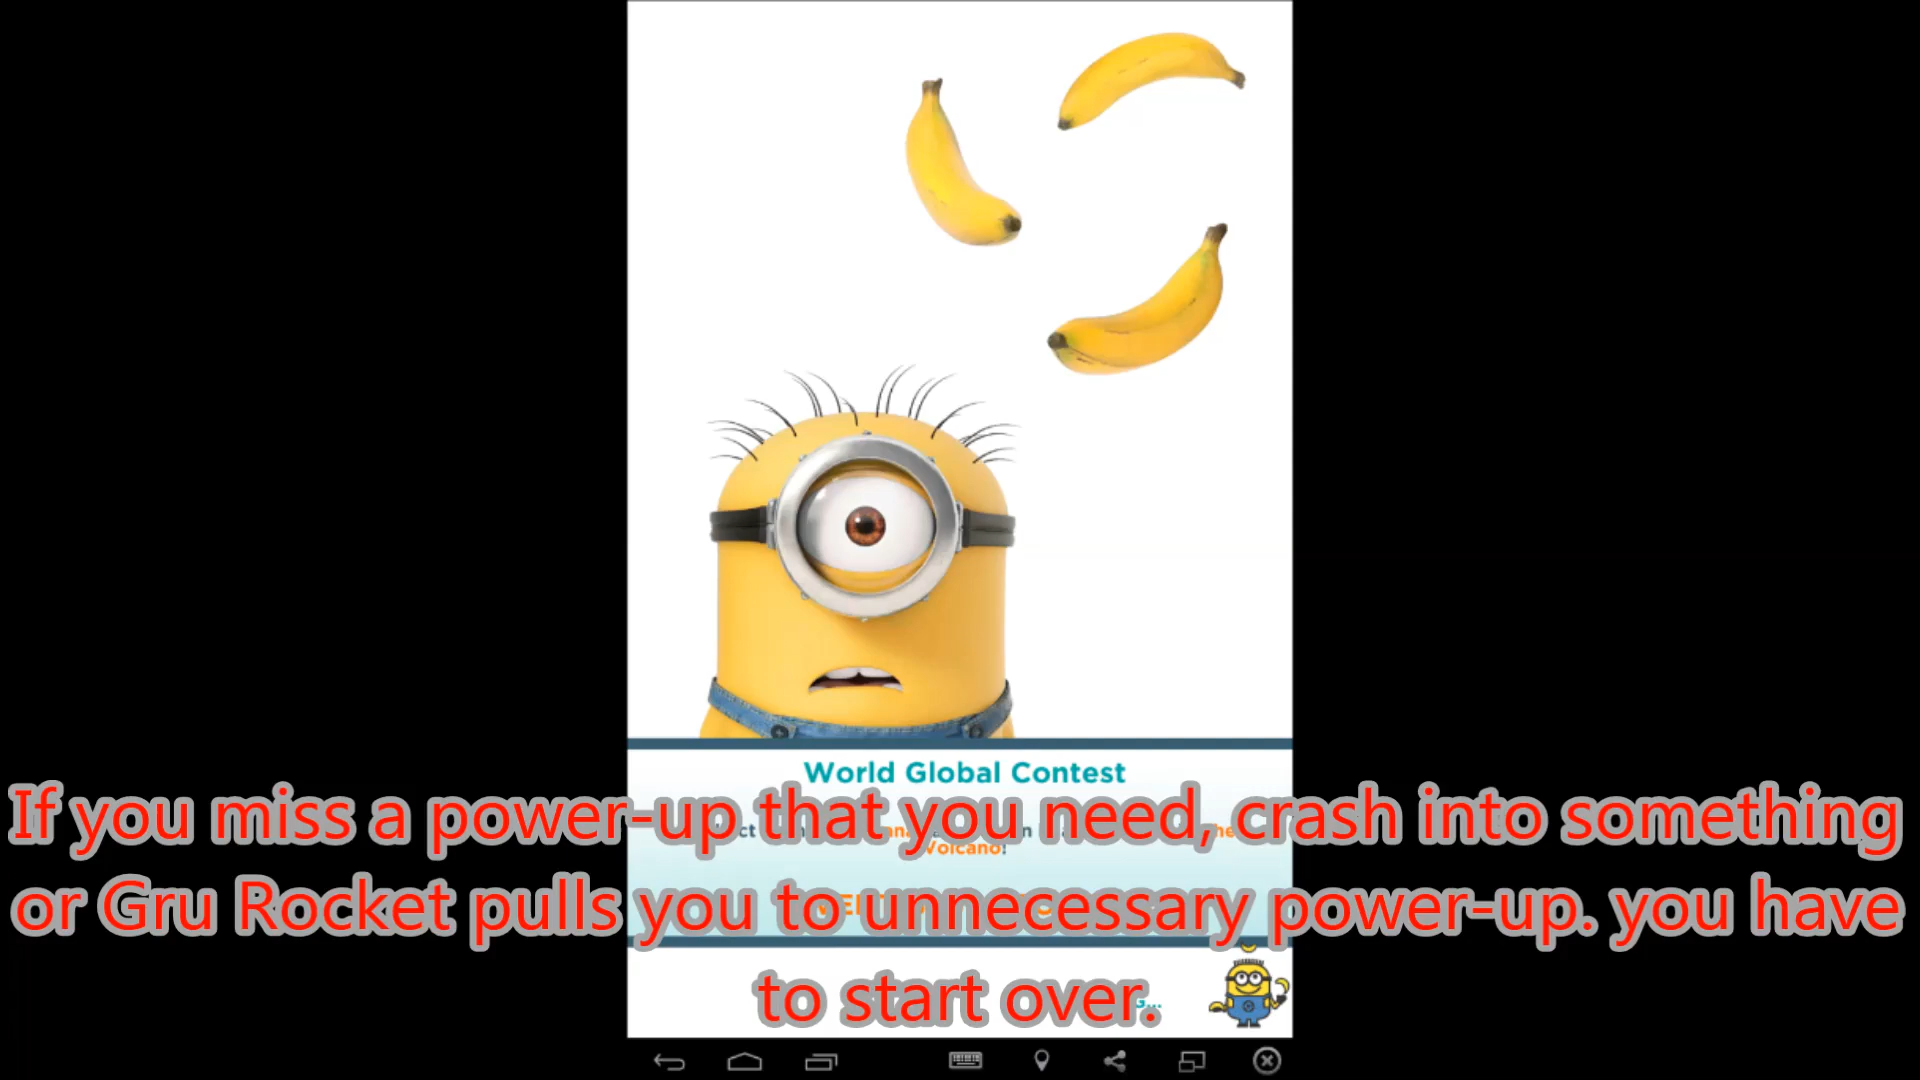 World Global Contest
If you miss a power-up that you need, crash into something
Volcano!
or Gru Rocket pulls you to unnecessary power-up. you have
to start over.